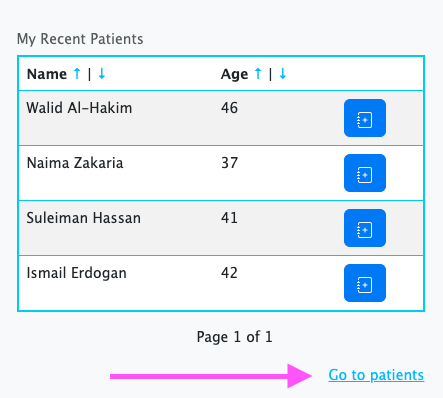 My Recent Patients
Name ↑ | ↓ Age ↑ | ↓
Walid Al-Hakim 46
Naima Zakaria 37
Suleiman Hassan 41
Ismail Erdogan 42
Page 1 of 1
Go to patients